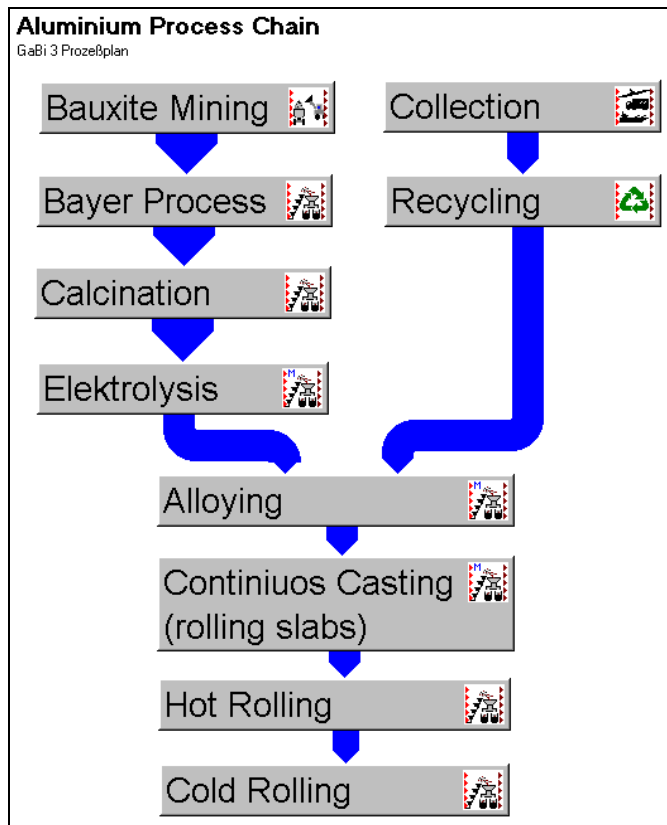 Aluminium Process Chain
GaBi 3 Prozeßplan
Bauxite Mining
Collection
Bayer Process
Recycling
Calcination
Elektrolysis
M
Alloying
M
Continiuos Casting
(rolling slabs)
M
Hot Rolling
Cold Rolling